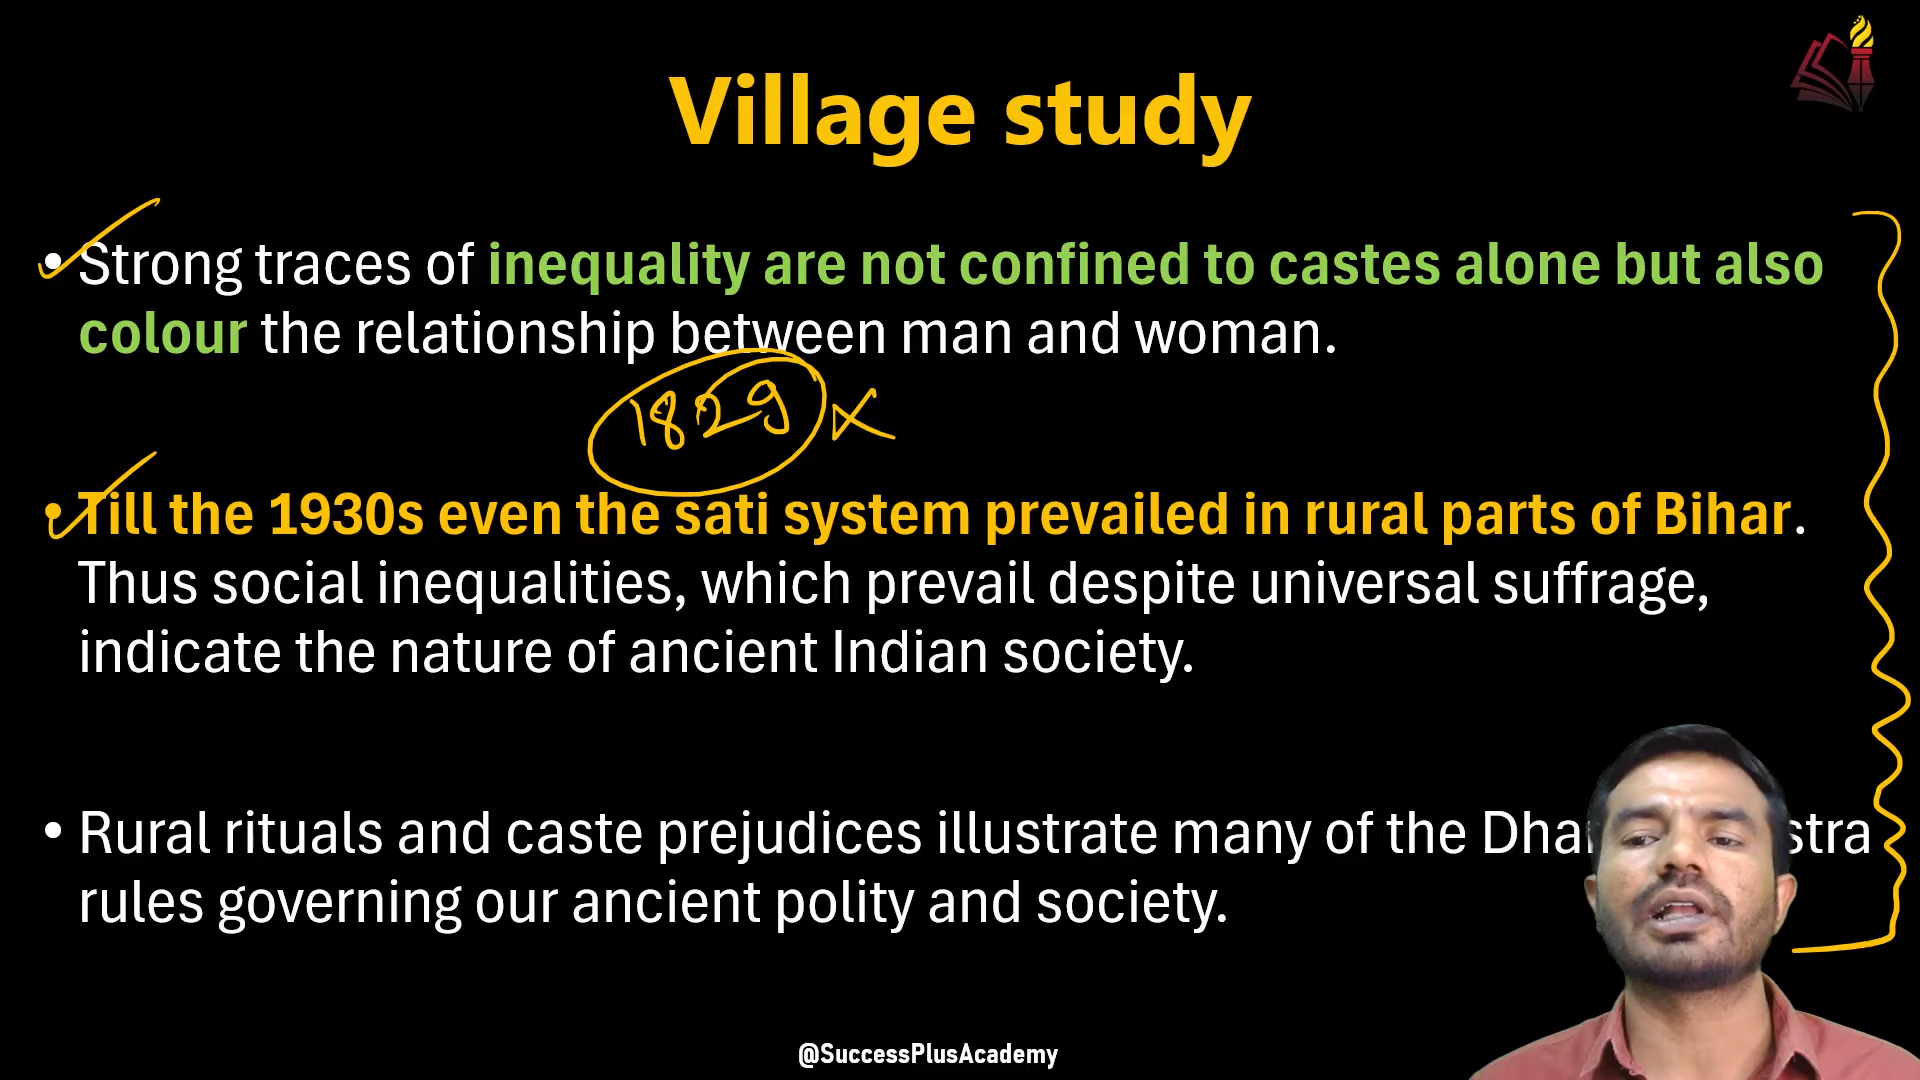 Village study
• Strong traces of inequality are not confined to castes alone but also
colour the relationship between man and woman.
1829 X
• Till the 1930s even the sati system prevailed in rural parts of Bihar.
Thus social inequalities, which prevail despite universal suffrage,
indicate the nature of ancient Indian society.
• Rural rituals and caste prejudices illustrate many of the
rules governing our ancient polity and society.
@SuccessPlusAcademy